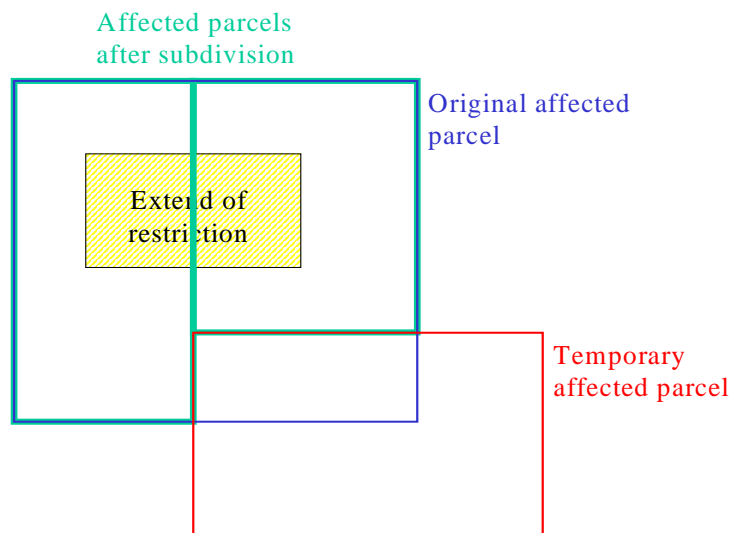 Affected parcels
after subdivision
Original affected
parcel
Extend of
restriction
Temporary
affected parcel